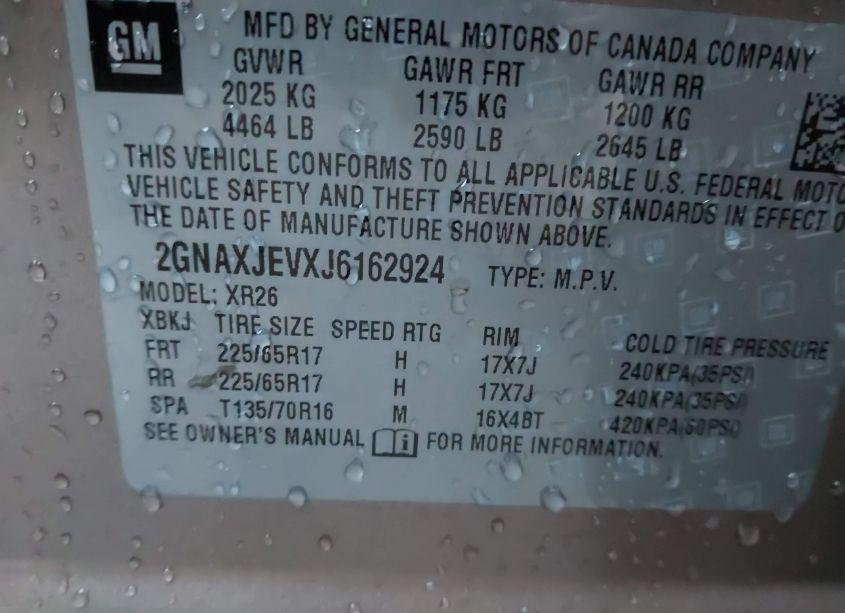 GM
MFD BY GENERAL MOTORS OF CANADA COMPANY
GVWR GAWR FRT GAWR RR
2025 KG 1175 KG 1200 KG
4464 LB 2590 LB 2645 LB
THIS VEHICLE CONFORMS TO ALL APPLICABLE U.S. FEDERAL MOTO
VEHICLE SAFETY AND THEFT PREVENTION STANDARDS IN EFFECT O
THE DATE OF MANUFACTURE SHOWN ABOVE.
2GNAXJEVXJ6162924 TYPE: M.P.V.
MODEL: XR26
XBKJ TIRE SIZE SPEED RTG RIM COLD TIRE PRESSURE
FRT 225/65R17 H 17X7J 240KPA(35PSI)
RR 225/65R17 H 17X7J 240KPA(35PSI)
SPA T135/70R16 M 16X4BT 420KPA(60PSI)
SEE OWNER'S MANUAL i FOR MORE INFORMATION.